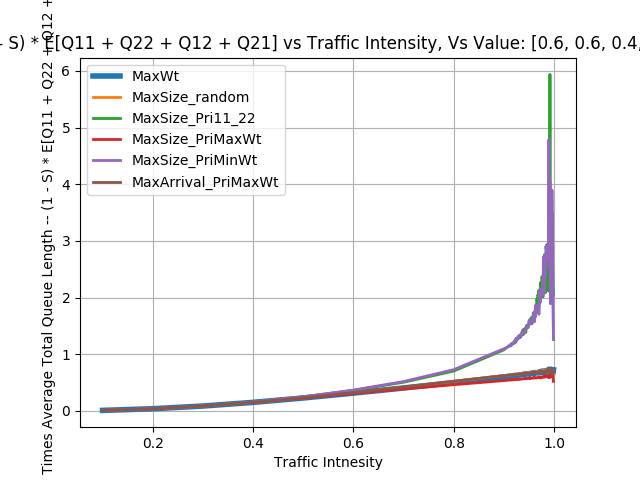 - S) * E[Q11 + Q22 + Q12 + Q21] vs Traffic Intensity, Vs Value: [0.6, 0.6, 0.4,
Times Average Total Queue Length -- (1 - S) * E[Q11 + Q22 + Q12 +
MaxWt
MaxSize_random
MaxSize_Pri11_22
MaxSize_PriMaxWt
MaxSize_PriMinWt
MaxArrival_PriMaxWt
6
5
4
3
2
1
0
0.2 0.4 0.6 0.8 1.0
Traffic Intnesity